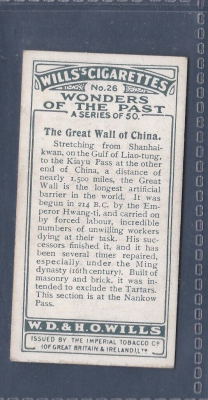 WILLS'S CIGARETTES
No. 26
WONDERS
OF THE PAST
A SERIES OF 50.
The Great Wall of China.
Stretching from Shanhai-
kwan, on the Gulf of Liao-tung,
to the Kiayu Pass at the other
end of China, a distance of
nearly 1,500 miles, the Great
Wall is the longest artificial
barrier in the world. It was
begun in 214 B.C. by the Em-
peror Hwang-ti, and carried on
by forced labour, incredible
numbers of unwilling workers
dying at their task. His suc-
cessors finished it, and it has
been several times repaired,
especially during the Ming
dynasty (16th century). Built of
masonry and brick, it was in-
tended to exclude the Tartars.
This section is at the Nankow
Pass.
W.D. & H.O. WILLS
ISSUED BY THE IMPERIAL TOBACCO CO
(OF GREAT BRITAIN & IRELAND), LTD